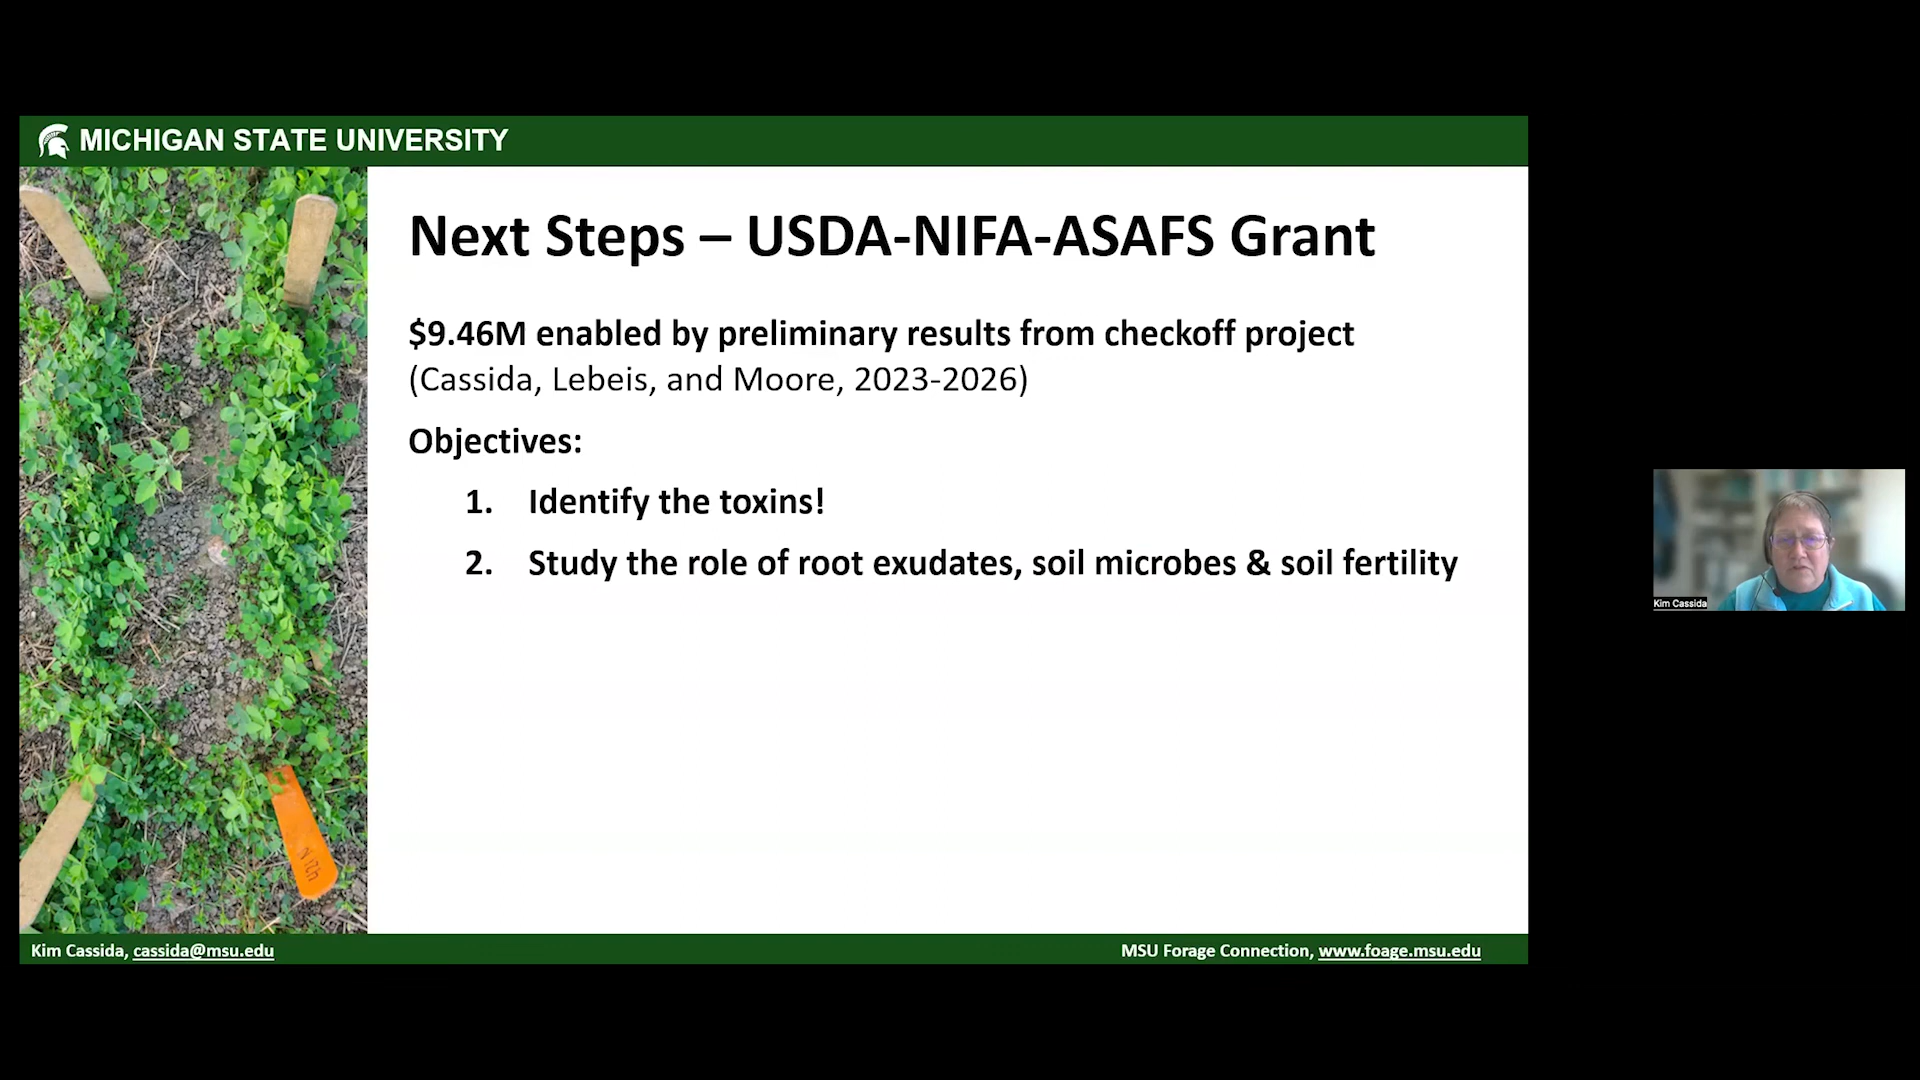 MICHIGAN STATE UNIVERSITY
Next Steps – USDA-NIFA-ASAFS Grant
$9.46M enabled by preliminary results from checkoff project
(Cassida, Lebeis, and Moore, 2023-2026)
Objectives:
1. Identify the toxins!
2. Study the role of root exudates, soil microbes & soil fertility
Kim Cassida
Kim Cassida, cassida@msu.edu
MSU Forage Connection, www.foage.msu.edu